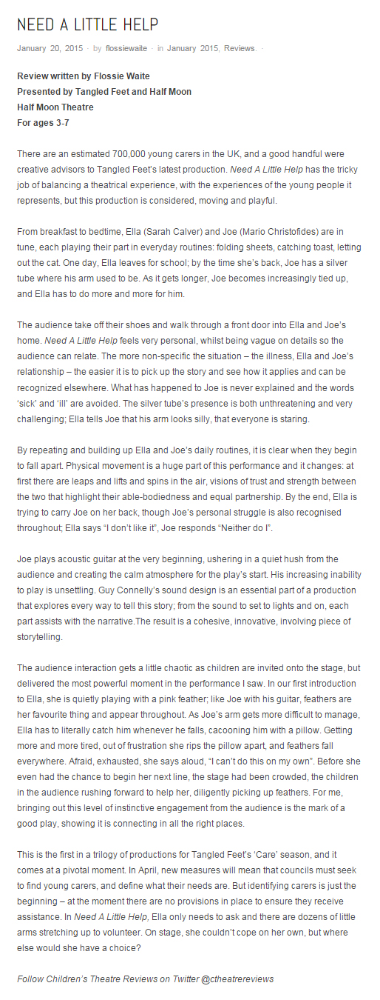 NEED A LITTLE HELP
January 20, 2015 · by flossiewaite · in January 2015, Reviews. ·
Review written by Flossie Waite
Presented by Tangled Feet and Half Moon
Half Moon Theatre
For ages 3-7
There are an estimated 700,000 young carers in the UK, and a good handful were
creative advisors to Tangled Feet’s latest production. Need A Little Help has the tricky
job of balancing a theatrical experience, with the experiences of the young people it
represents, but this production is considered, moving and playful.
From breakfast to bedtime, Ella (Sarah Calver) and Joe (Mario Christofides) are in
tune, each playing their part in everyday routines: folding sheets, catching toast, letting
out the cat. One day, Ella leaves for school; by the time she’s back, Joe has a silver
tube where his arm used to be. As it gets longer, Joe becomes increasingly tied up,
and Ella has to do more and more for him.
The audience take off their shoes and walk through a front door into Ella and Joe’s
home. Need A Little Help feels very personal, whilst being vague on details so the
audience can relate. The more non-specific the situation – the illness, Ella and Joe’s
relationship – the easier it is to pick up the story and see how it applies and can be
recognized elsewhere. What has happened to Joe is never explained and the words
‘sick’ and ‘ill’ are avoided. The silver tube’s presence is both unthreatening and very
challenging; Ella tells Joe that his arm looks silly, that everyone is staring.
By repeating and building up Ella and Joe’s daily routines, it is clear when they begin
to fall apart. Physical movement is a huge part of this performance and it changes: at
first there are leaps and lifts and spins in the air, visions of trust and strength between
the two that highlight their able-bodiedness and equal partnership. By the end, Ella is
trying to carry Joe on her back, though Joe’s personal struggle is also recognised
throughout; Ella says “I don’t like it”, Joe responds “Neither do I”.
Joe plays acoustic guitar at the very beginning, ushering in a quiet hush from the
audience and creating the calm atmosphere for the play’s start. His increasing inability
to play is unsettling. Guy Connelly’s sound design is an essential part of a production
that explores every way to tell this story; from the sound to set to lights and on, each
part assists with the narrative.The result is a cohesive, innovative, involving piece of
storytelling.
The audience interaction gets a little chaotic as children are invited onto the stage, but
delivered the most powerful moment in the performance I saw. In our first introduction
to Ella, she is quietly playing with a pink feather; like Joe with his guitar, feathers are
her favourite thing and appear throughout. As Joe’s arm gets more difficult to manage,
Ella has to literally catch him whenever he falls, cacooning him with a pillow. Getting
more and more tired, out of frustration she rips the pillow apart, and feathers fall
everywhere. Afraid, exhausted, she says aloud, “I can’t do this on my own”. Before she
even had the chance to begin her next line, the stage had been crowded, the children
in the audience rushing forward to help her, diligently picking up feathers. For me,
bringing out this level of instinctive engagement from the audience is the mark of a
good play, showing it is connecting in all the right places.
This is the first in a trilogy of productions for Tangled Feet’s ‘Care’ season, and it
comes at a pivotal moment. In April, new measures will mean that councils must seek
to find young carers, and define what their needs are. But identifying carers is just the
beginning – at the moment there are no provisions in place to ensure they receive
assistance. In Need A Little Help, Ella only needs to ask and there are dozens of little
arms stretching up to volunteer. On stage, she couldn’t cope on her own, but where
else would she have a choice?
Follow Children’s Theatre Reviews on Twitter @ctheatrereviews